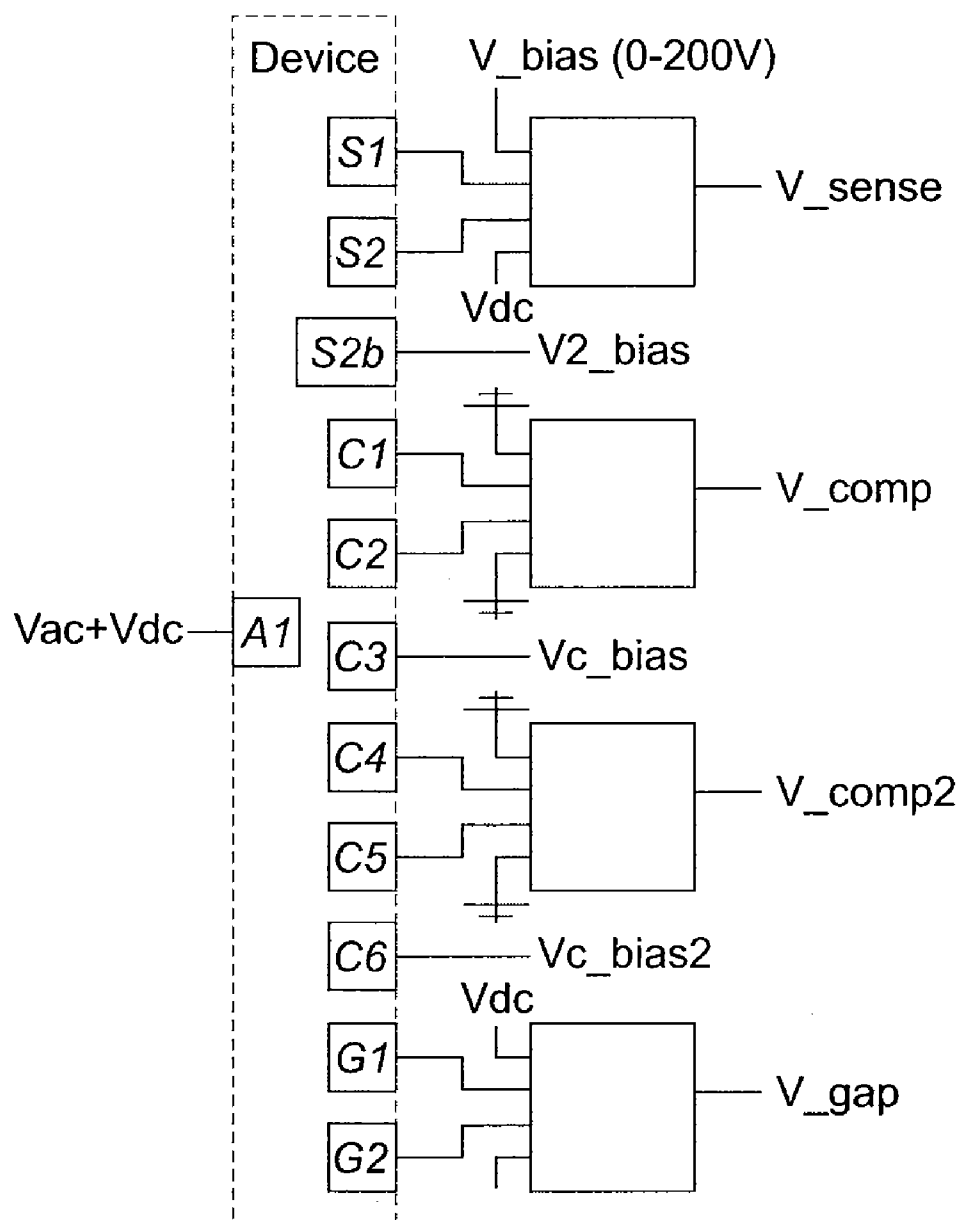 Device
V_bias (0-200V)
S1
V_sense
S2
Vdc
S2b
V2_bias
C1
V_comp
C2
Vac+Vdc
A1
C3
Vc_bias
C4
V_comp2
C5
C6
Vc_bias2
Vdc
G1
V_gap
G2